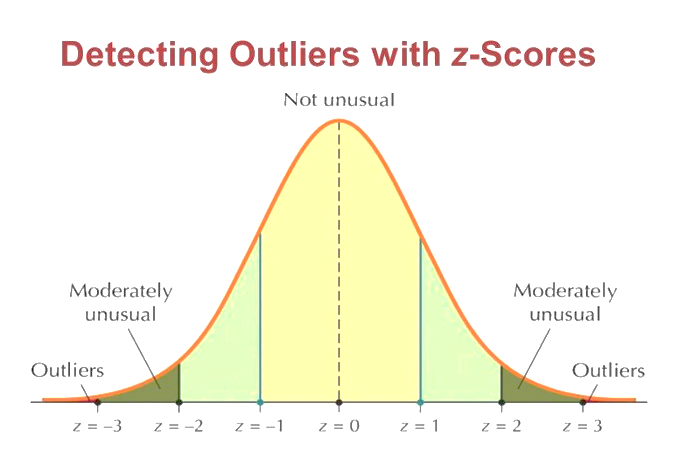 Detecting Outliers with z-Scores
Not unusual
Moderately
unusual
Moderately
unusual
Outliers
Outliers
z = –3
z = –2
z = –1
z = 0
z = 1
z = 2
z = 3